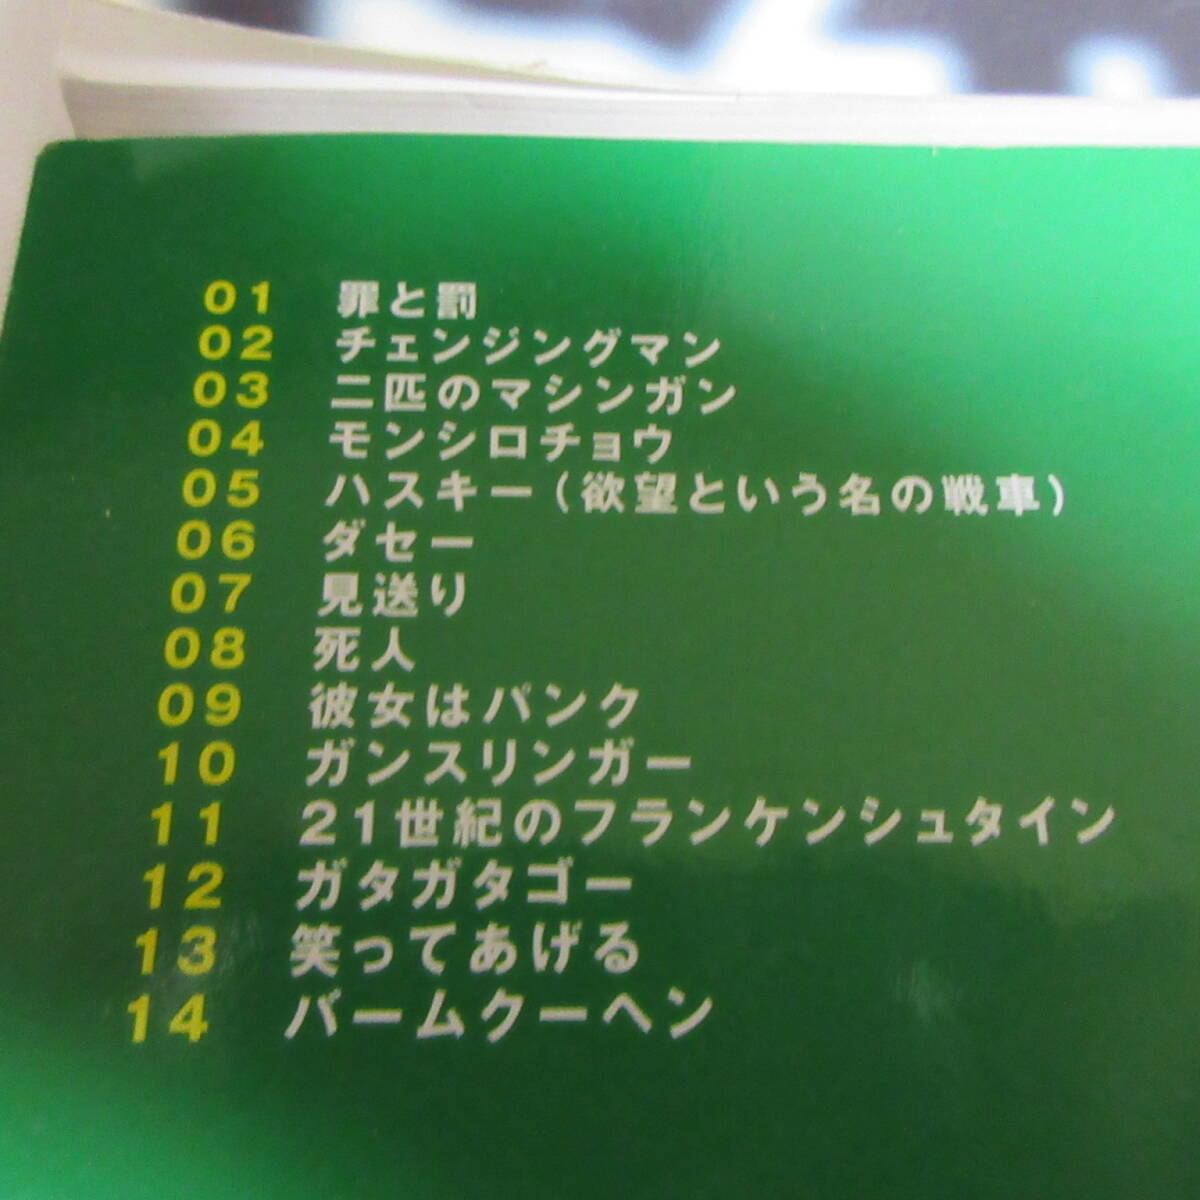 01 罪と罰
02 チェンジングマン
03 二匹のマシンガン
04 モンシロチョウ
05 ハスキー(欲望という名の戦車)
06 ダセー
07 見送り
08 死人
09 彼女はパンク
10 ガンスリンガー
11 21世紀のフランケンシュタイン
12 ガタガタゴー
13 笑ってあげる
14 バームクーヘン